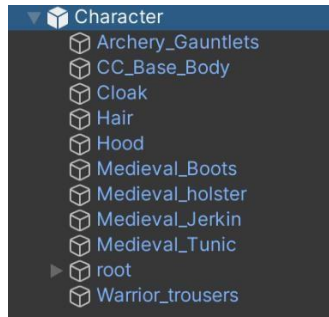 Character
Archery_Gauntlets
CC_Base_Body
Cloak
Hair
Hood
Medieval_Boots
Medieval_holster
Medieval_Jerkin
Medieval_Tunic
root
Warrior_trousers